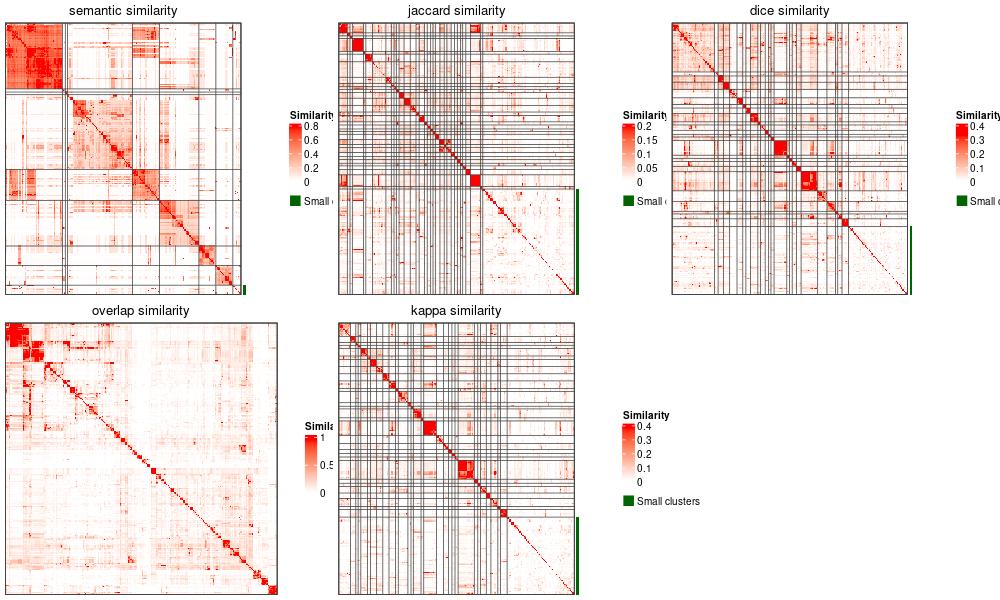 semantic similarity
jaccard similarity
dice similarity
Similarity
0.8
0.6
0.4
0.2
0
Small
Similarity
0.2
0.15
0.1
0.05
0
Small
Similarity
0.4
0.3
0.2
0.1
0
Small cl
overlap similarity
kappa similarity
Simila
1
0.5
0
Similarity
0.4
0.3
0.2
0.1
0
Small clusters